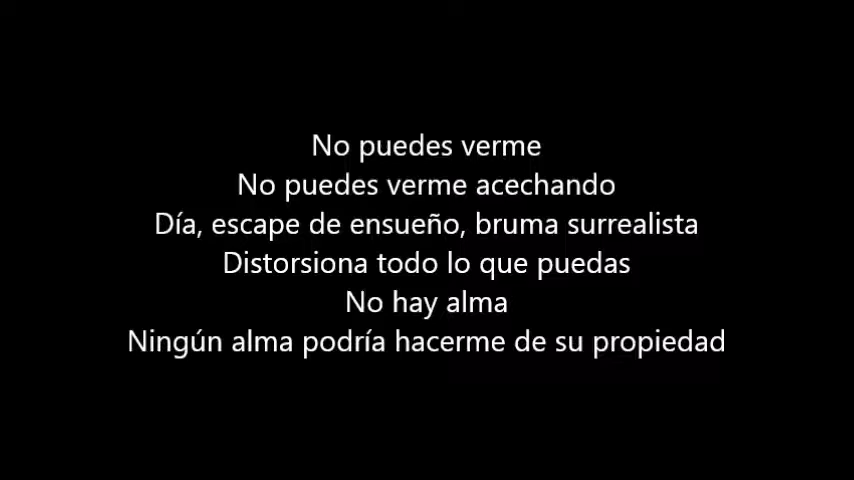 No puedes verme
No puedes verme acechando
Día, escape de ensueño, bruma surrealista
Distorsiona todo lo que puedas
No hay alma
Ningún alma podría hacerme de su propiedad